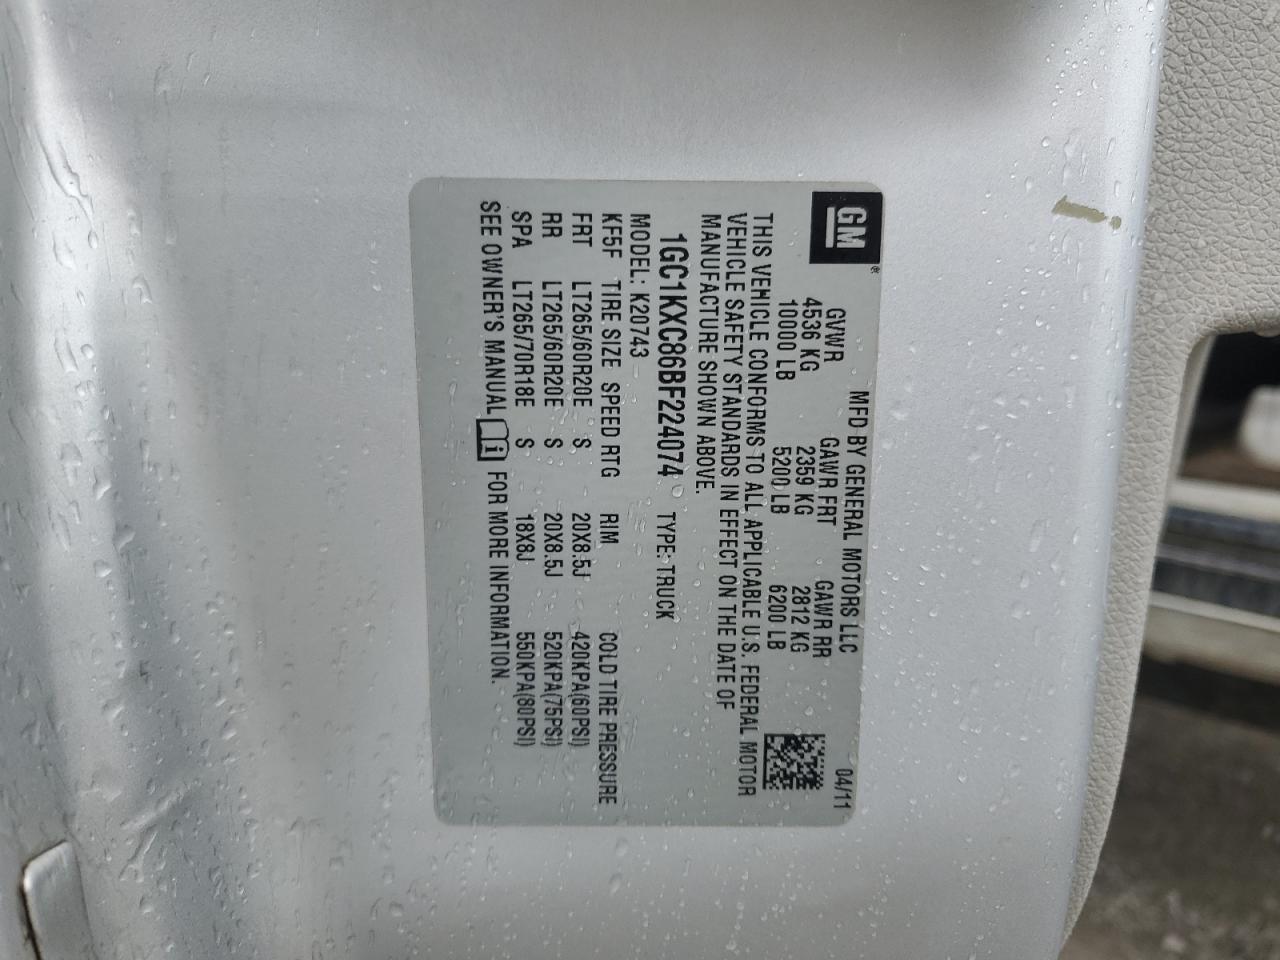 GM®
MFD BY GENERAL MOTORS LLC 04/11
GVWR GAWR FRT GAWR RR
4536 KG 2359 KG 2812 KG
10000 LB 5200 LB 6200 LB
THIS VEHICLE CONFORMS TO ALL APPLICABLE U.S. FEDERAL MOTOR
VEHICLE SAFETY STANDARDS IN EFFECT ON THE DATE OF
MANUFACTURE SHOWN ABOVE.
1GC1KXC86BF224074 TYPE: TRUCK
MODEL: K20743
KF5F TIRE SIZE SPEED RTG RIM COLD TIRE PRESSURE
FRT LT265/60R20E S 20X8.5J 420KPA(60PSI)
RR LT265/60R20E S 20X8.5J 520KPA(75PSI)
SPA LT265/70R18E S 18X8J 550KPA(80PSI)
SEE OWNER'S MANUAL i FOR MORE INFORMATION.